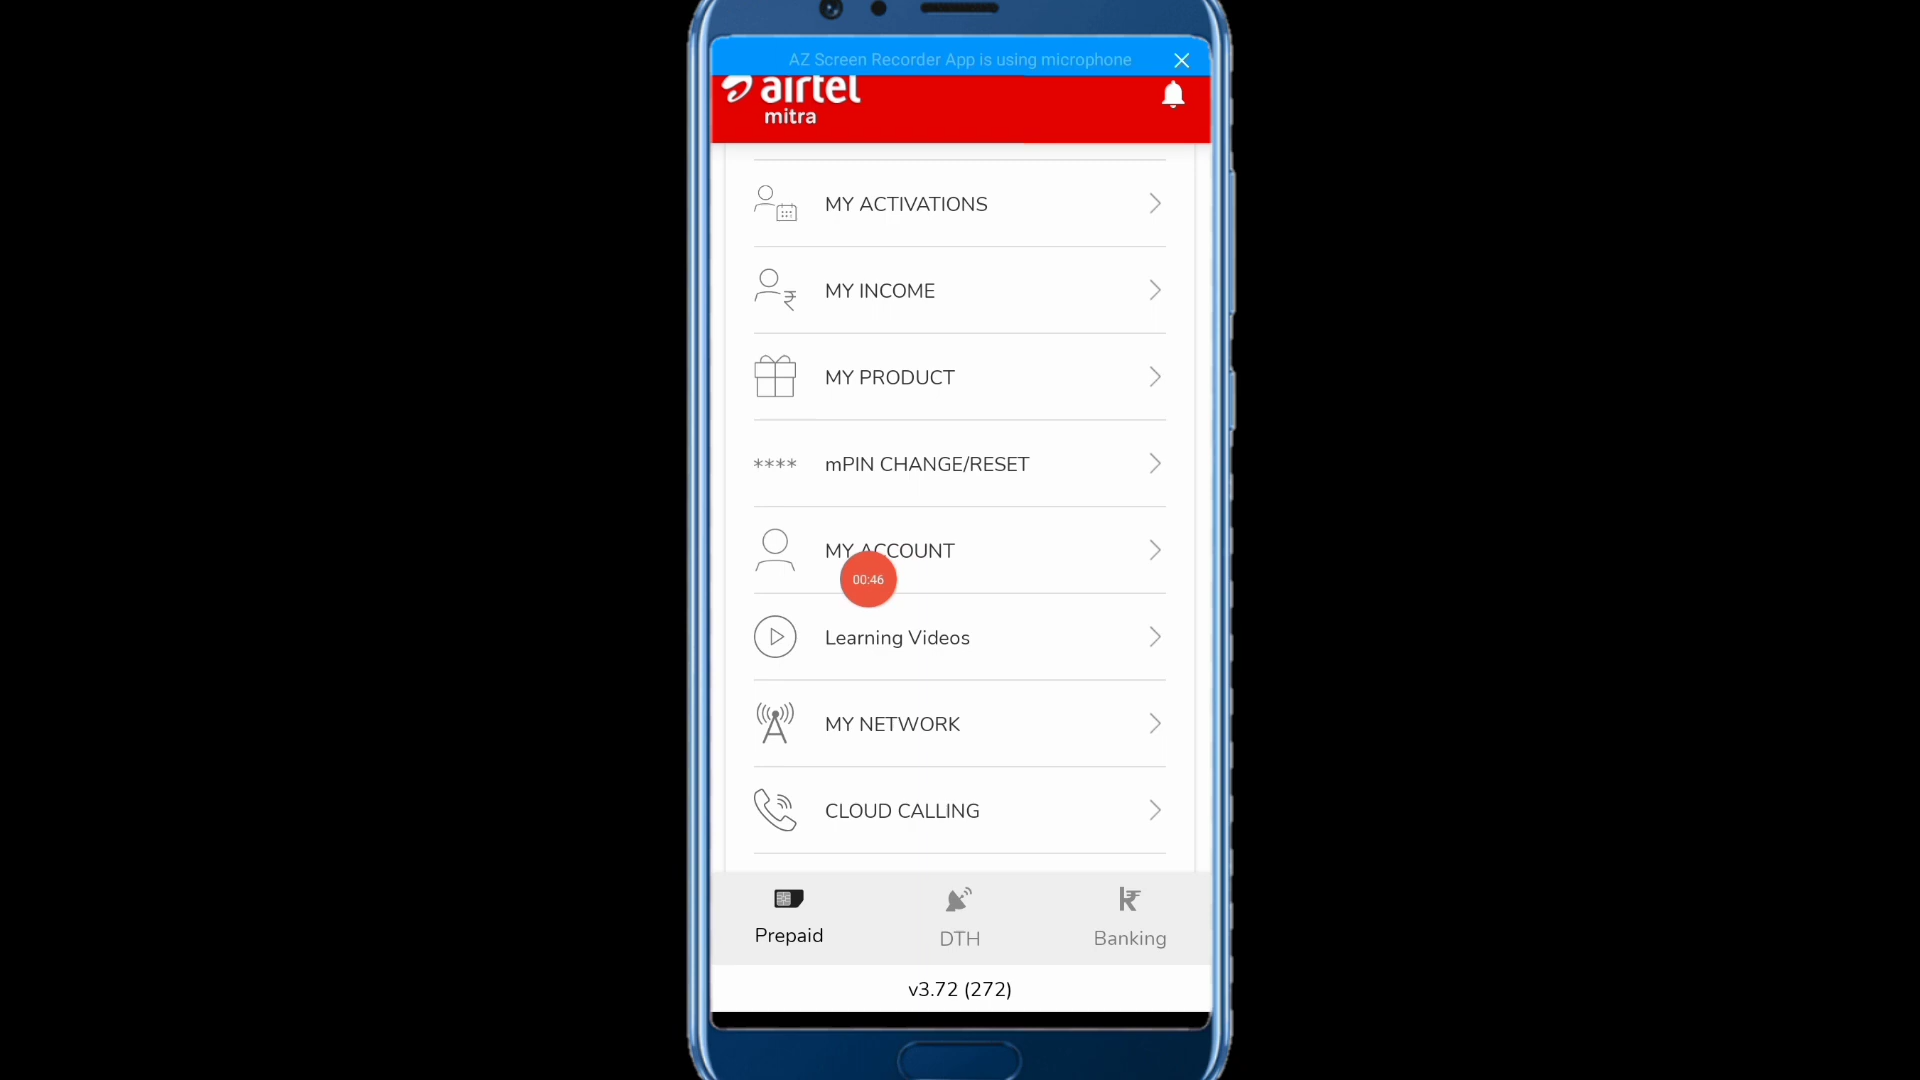 AZ Screen Recorder App is using microphone
airtel
mitra
MY ACTIVATIONS
MY INCOME
MY PRODUCT
**** mPIN CHANGE/RESET
MY ACCOUNT
00:46
Learning Videos
MY NETWORK
CLOUD CALLING
Prepaid
DTH
Banking
v3.72 (272)